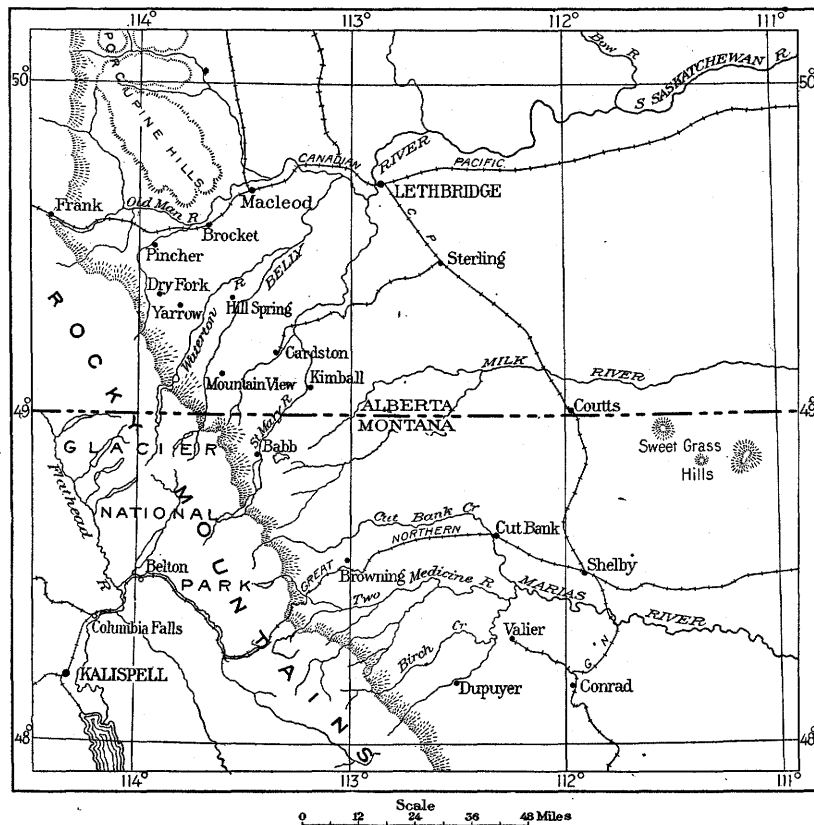 114° 113° 112° 111°
50° 50°
PORCUPINE HILLS
Bow R
S SASKATCHEWAN R
CANADIAN PACIFIC
RIVER
LETHBRIDGE
Macleod
Frank
Old Man R
Brocket
Pincher
C P
Sterling
Dry Fork
Yarrow
Waterton R
BELLY
Hill Spring
Cardston
Mountain View
Kimball
MILK RIVER
ROCKY MOUNTAINS
49° 48°
ALBERTA
MONTANA
Coutts
St Mary R
Babb
Sweet Grass
Hills
GLACIER
NATIONAL
PARK
Flathead R
Cut Bank Cr
GREAT NORTHERN
Cut Bank
Shelby
Browning
Belton
Two Medicine R
MARIAS RIVER
Columbia Falls
Birch Cr
Valier
G N
KALISPELL
Dupuyer
Conrad
48° 48°
114° 113° 112° 111°
Scale
0 12 24 36 48 Miles